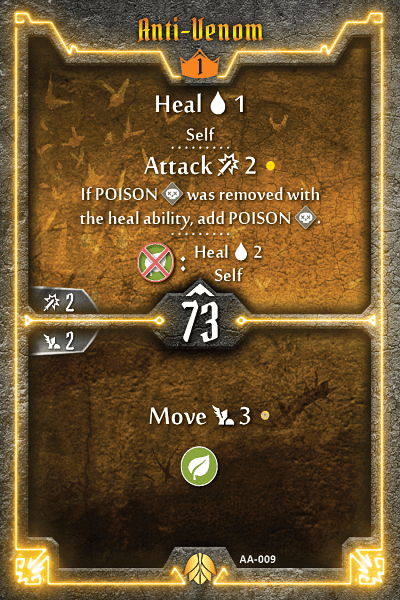 Anti-Venom
1
Heal 1
Self
Attack 2
If POISON was removed with
the heal ability, add POISON .
: Heal 2
Self
2
73
2
Move 3
AA-009